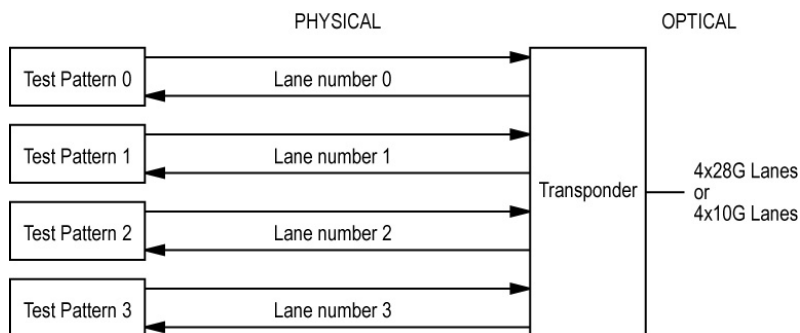 PHYSICAL
OPTICAL
Test Pattern 0
Lane number 0
Test Pattern 1
Lane number 1
Transponder
4x28G Lanes
or
4x10G Lanes
Test Pattern 2
Lane number 2
Test Pattern 3
Lane number 3